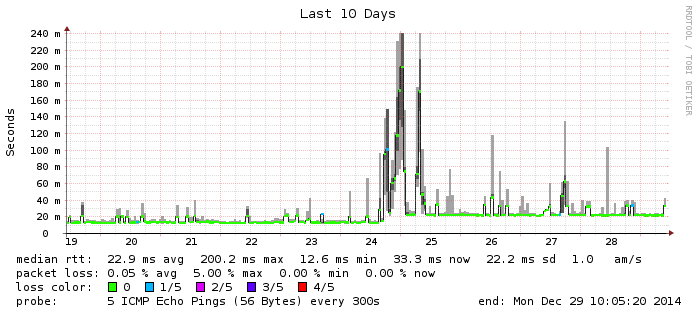 Last 10 Days
RRDTOOL / TOBI OETIKER
Seconds
240 m
220 m
200 m
180 m
160 m
140 m
120 m
100 m
80 m
60 m
40 m
20 m
0
19 20 21 22 23 24 25 26 27 28
median rtt: 22.9 ms avg 200.2 ms max 12.6 ms min 33.3 ms now 22.2 ms sd 1.0 am/s
packet loss: 0.05 % avg 5.00 % max 0.00 % min 0.00 % now
loss color: 0 1/5 2/5 3/5 4/5
probe: 5 ICMP Echo Pings (56 Bytes) every 300s end: Mon Dec 29 10:05:20 2014